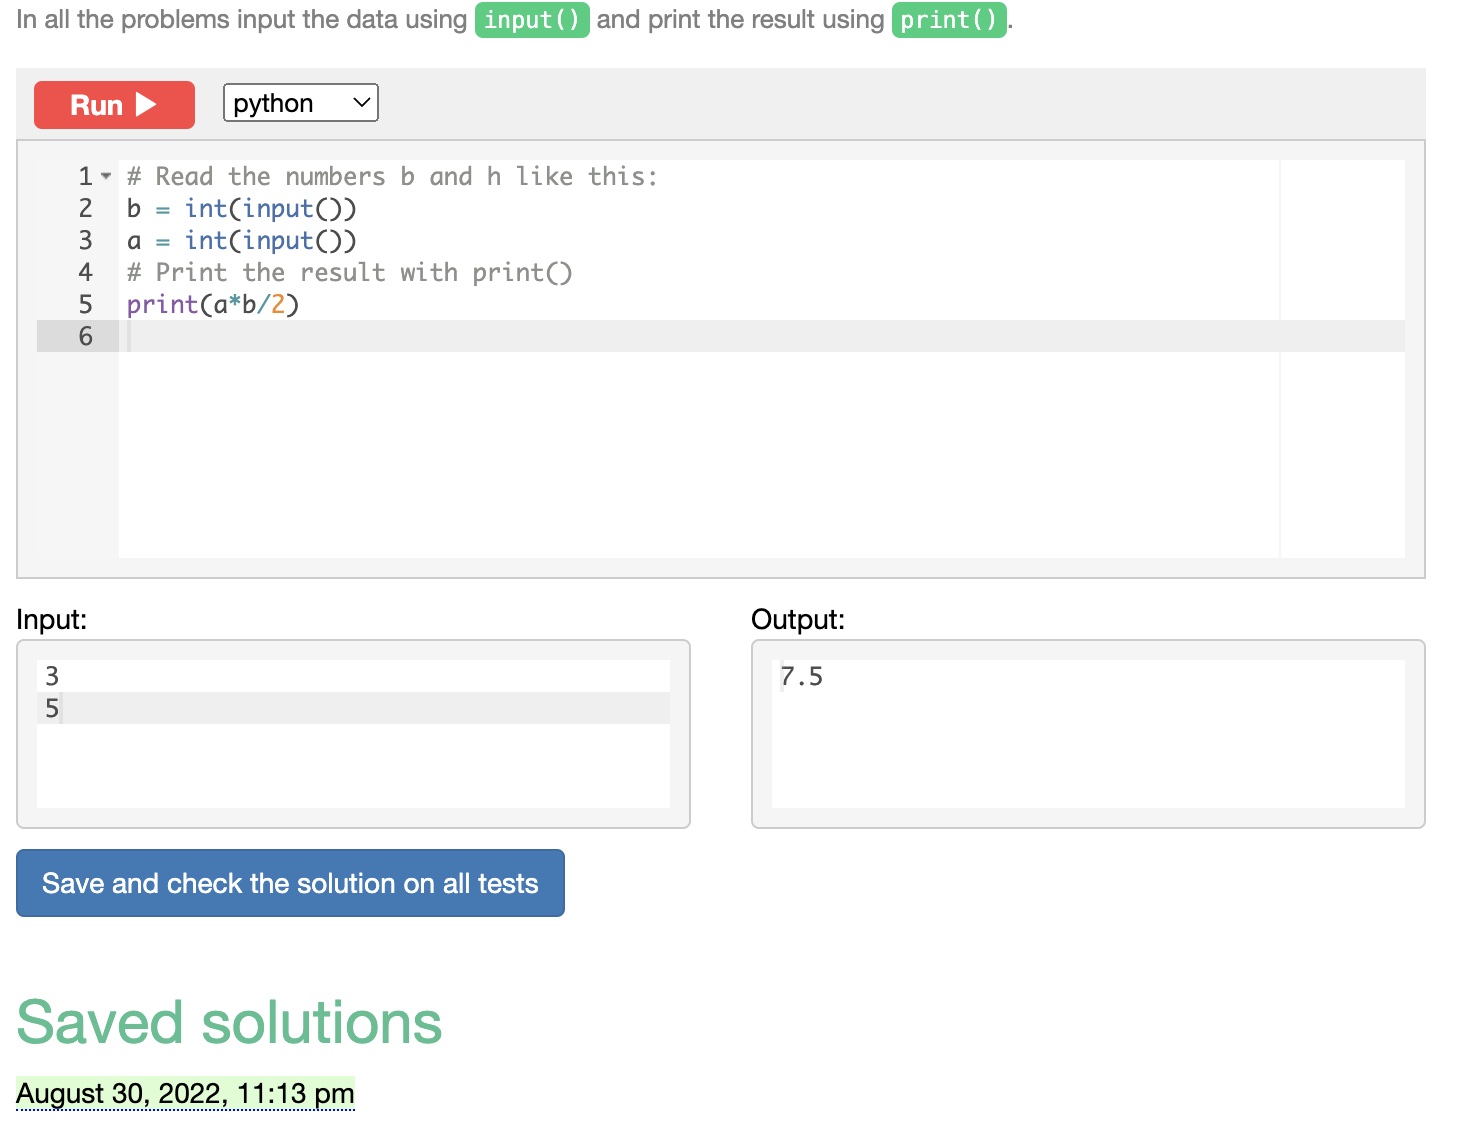 In all the problems input the data using input() and print the result using print().
Run
python
1 # Read the numbers b and h like this:
2 b = int(input())
3 a = int(input())
4 # Print the result with print()
5 print(a*b/2)
6
Input:
3
5
Output:
7.5
Save and check the solution on all tests
Saved solutions
August 30, 2022, 11:13 pm